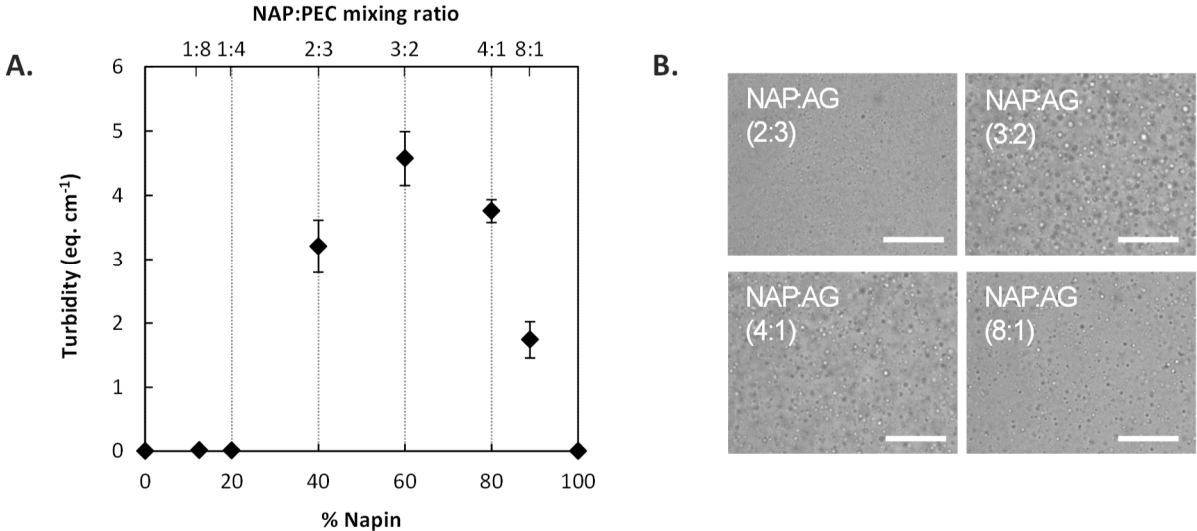 NAP:PEC mixing ratio
A.
1:8 1:4 2:3 3:2 4:1 8:1
6
5
4
3
2
1
0
Turbidity (eq. cm-1)
0 20 40 60 80 100
% Napin
B.
NAP:AG
(2:3)
NAP:AG
(3:2)
NAP:AG
(4:1)
NAP:AG
(8:1)